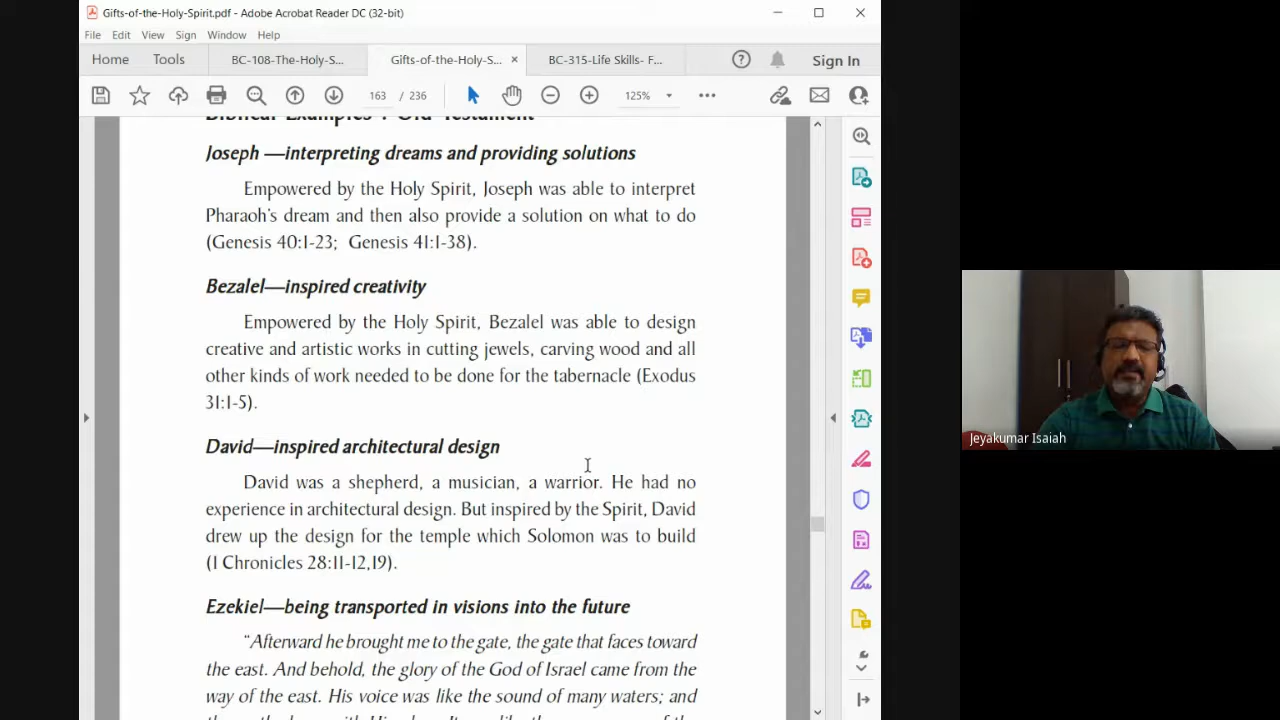 Gifts-of-the-Holy-Spirit.pdf - Adobe Acrobat Reader DC (32-bit)
File Edit View Sign Window Help
Home Tools BC-108-The-Holy-S... Gifts-of-the-Holy-S... × BC-315-Life Skills- F... Sign In
163 / 236 125%
Biblical Examples : Old Testament
Joseph —interpreting dreams and providing solutions
Empowered by the Holy Spirit, Joseph was able to interpret
Pharaoh's dream and then also provide a solution on what to do
(Genesis 40:1-23; Genesis 41:1-38).
Bezalel—inspired creativity
Empowered by the Holy Spirit, Bezalel was able to design
creative and artistic works in cutting jewels, carving wood and all
other kinds of work needed to be done for the tabernacle (Exodus
31:1-5).
David—inspired architectural design
David was a shepherd, a musician, a warrior. He had no
experience in architectural design. But inspired by the Spirit, David
drew up the design for the temple which Solomon was to build
(1 Chronicles 28:11-12,19).
Ezekiel—being transported in visions into the future
"Afterward he brought me to the gate, the gate that faces toward
the east. And behold, the glory of the God of Israel came from the
way of the east. His voice was like the sound of many waters; and
Jeyakumar Isaiah